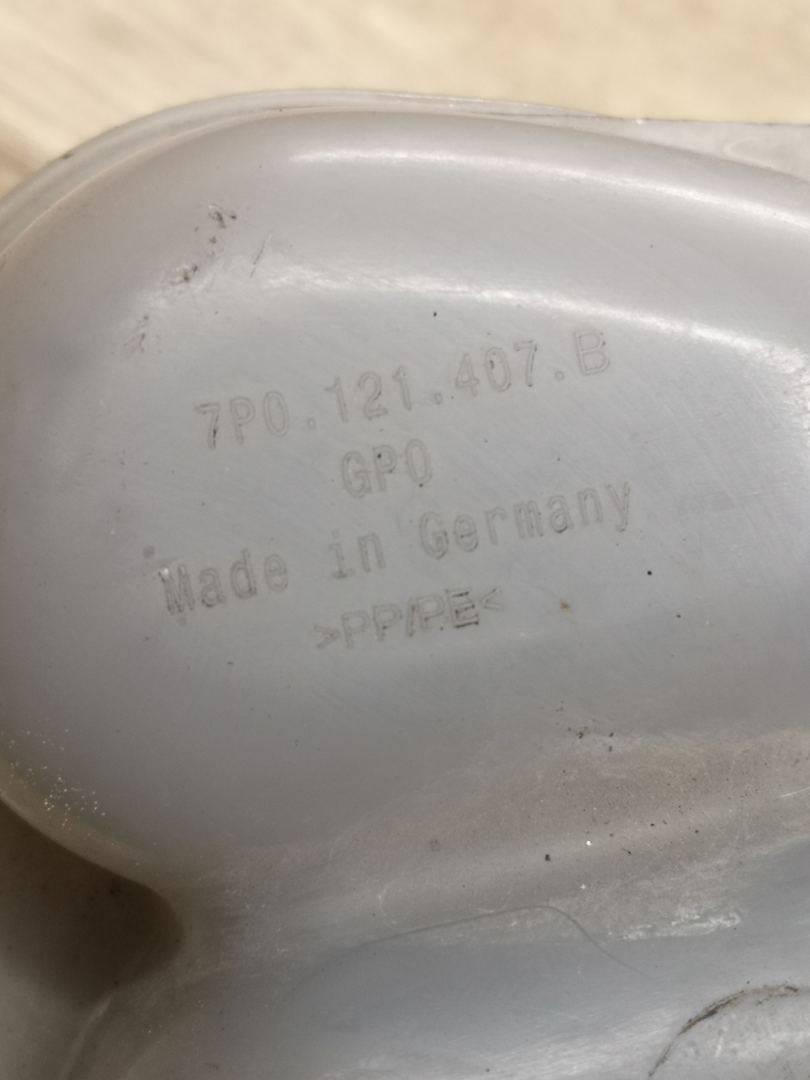 7P0.121.407.B
GPO
Made in Germany
>PP/PE<